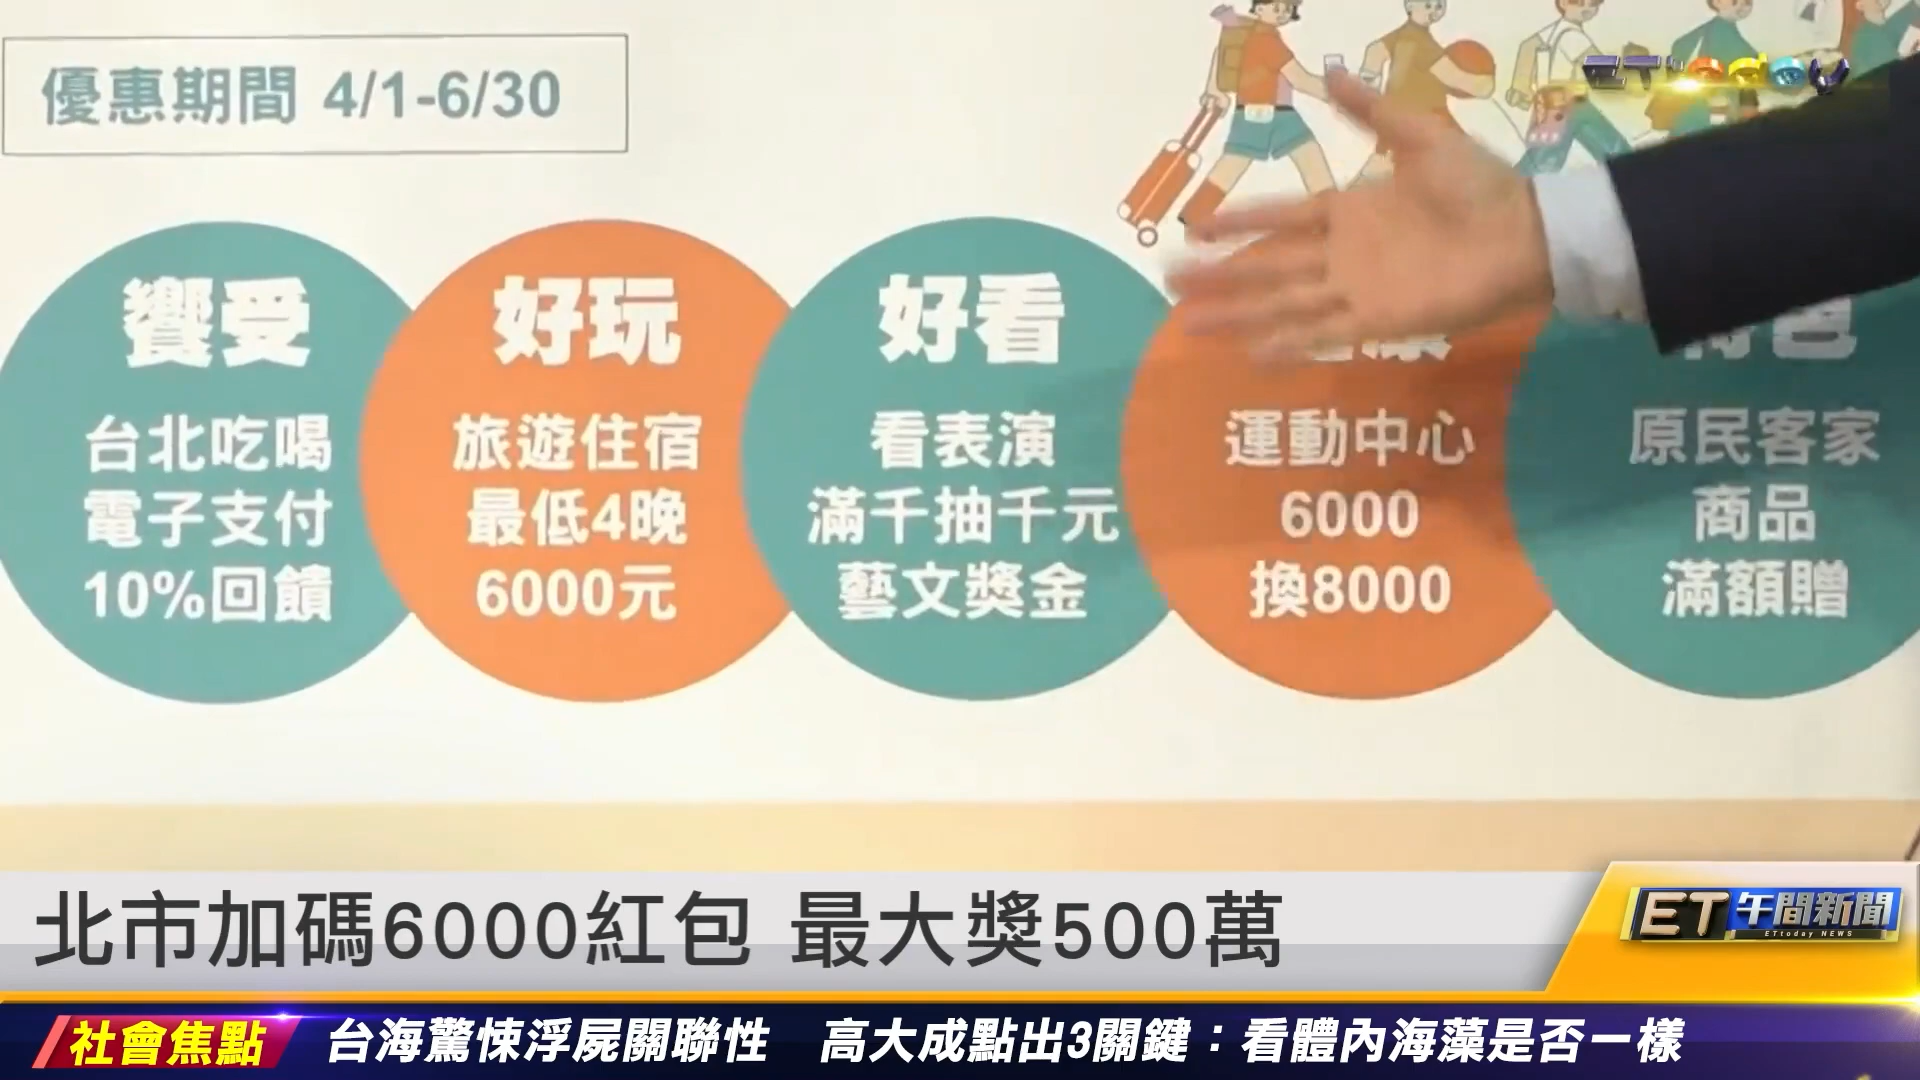 優惠期間 4/1-6/30
ETtoday
饗受
台北吃喝
電子支付
10%回饋
好玩
旅遊住宿
最低4晚
6000元
好看
看表演
滿千抽千元
藝文獎金
運動中心
6000
換8000
原民客家
商品
滿額贈
北市加碼6000紅包 最大獎500萬
ET午間新聞
ETtoday NEWS
社會焦點 台海驚悚浮屍關聯性 高大成點出3關鍵：看體內海藻是否一樣